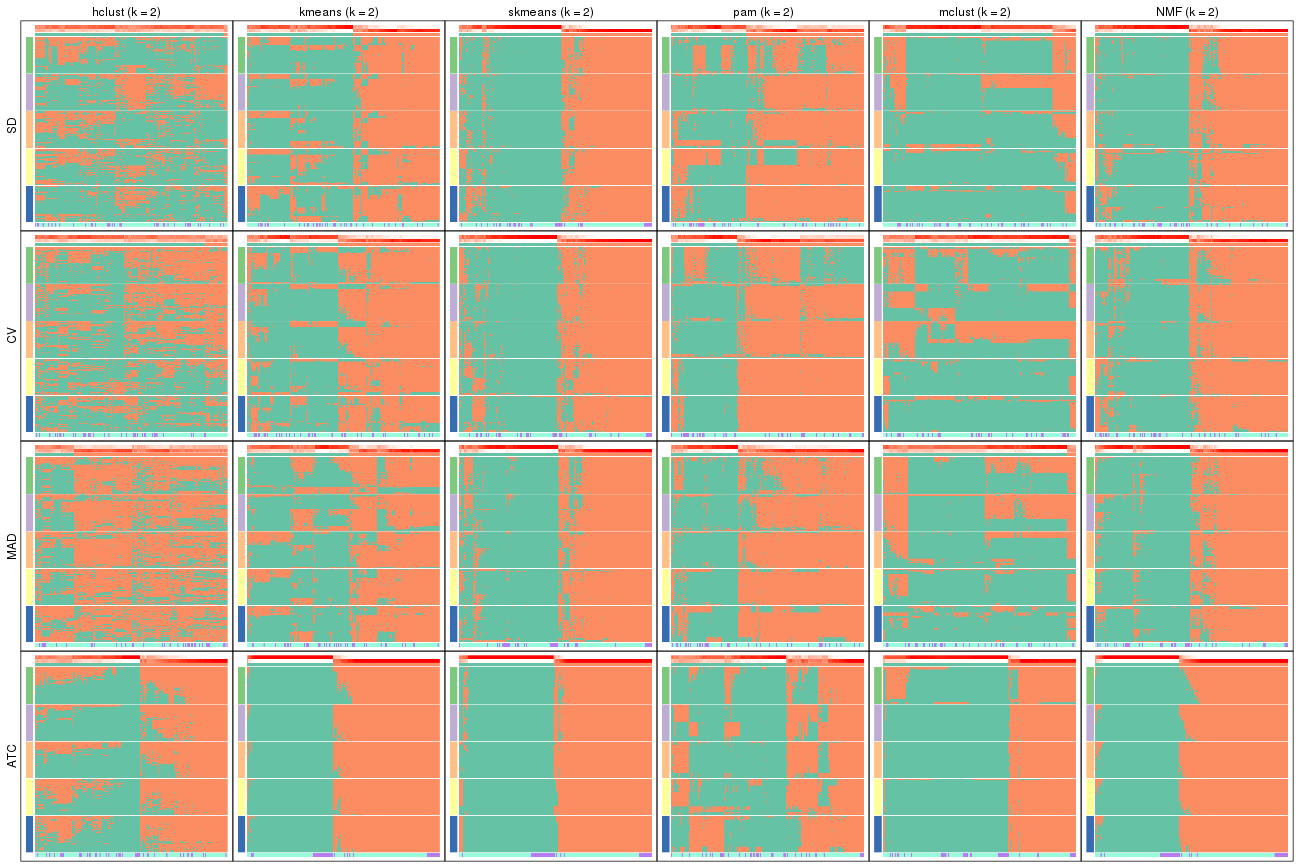 hclust (k = 2) kmeans (k = 2) skmeans (k = 2) pam (k = 2) mclust (k = 2) NMF (k = 2)
SD
CV
MAD
ATC